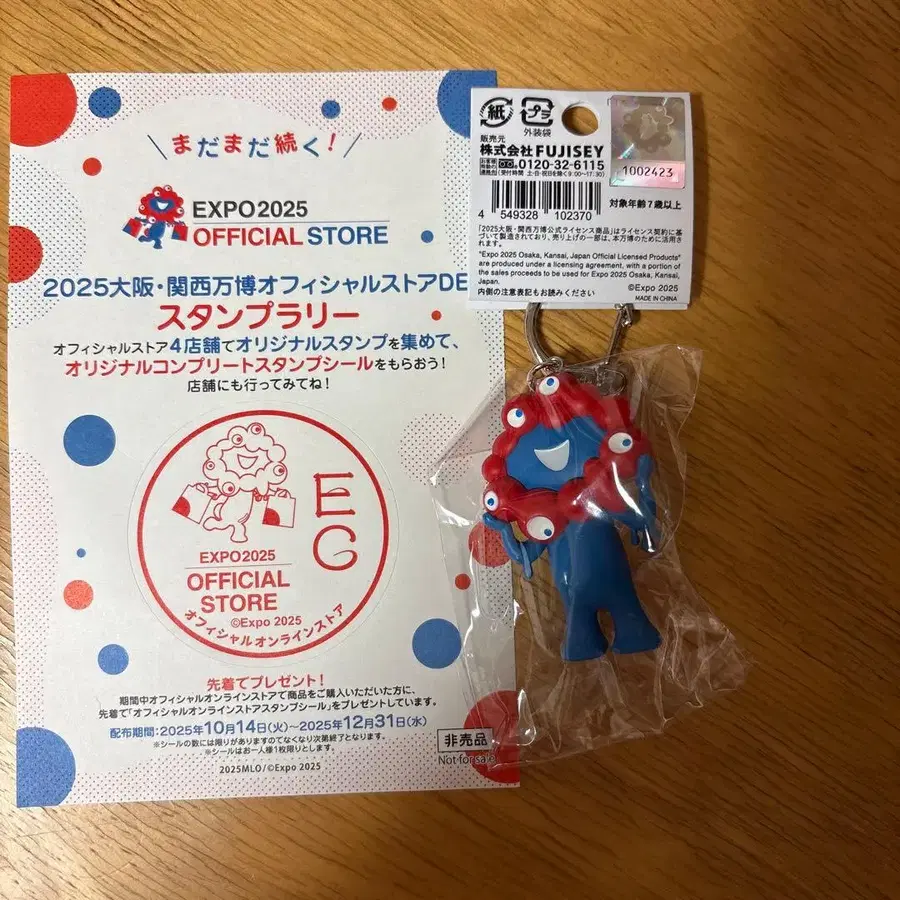 まだまだ続く!
EXPO2025
OFFICIAL STORE
2025大阪・関西万博オフィシャルストアDE
スタンプラリー
オフィシャルストア4店舗でオリジナルスタンプを集めて、
オリジナルコンプリートスタンプシールをもらおう!
店舗にも行ってみてね!
EG
EXPO2025
OFFICIAL
STORE
©Expo 2025
オフィシャルオンラインストア
先着でプレゼント!
期間中オフィシャルオンラインストアで商品をご購入いただいた方に、
先着で「オフィシャルオンラインストアスタンプシール」をプレゼントしています。
配布期間:2025年10月14日(火)~2025年12月31日(水)
※シールの数には限りがありますのでなくなり次第終了となります。
※シールはお一人様1枚限りとします。
2025MLO/©Expo 2025
非売品
Not for sale
紙
プラ
外装袋
販売元
株式会社FUJISEY
0120-32-6115
(受付時間 土・日・祝日を除く9:00~17:30)
1002423
4 549328 102370
対象年齢7歳以上
「2025大阪・関西万博公式ライセンス商品」はライセンス契約に基
づいて製造されており、売り上げの一部は、本万博のために活用さ
れます。
"Expo 2025 Osaka, Kansai, Japan Official Licensed Products"
are produced under a licensing agreement, with a portion of
the sales proceeds to be used for Expo 2025 Osaka, Kansai,
Japan.
©Expo 2025
内側の注意表記もお読みください
MADE IN CHINA